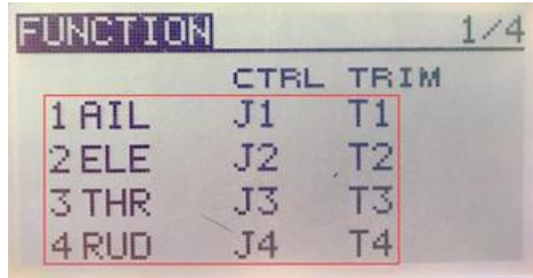 FUNCTION 1/4
CTRL TRIM
1 AIL J1 T1
2 ELE J2 T2
3 THR J3 T3
4 RUD J4 T4